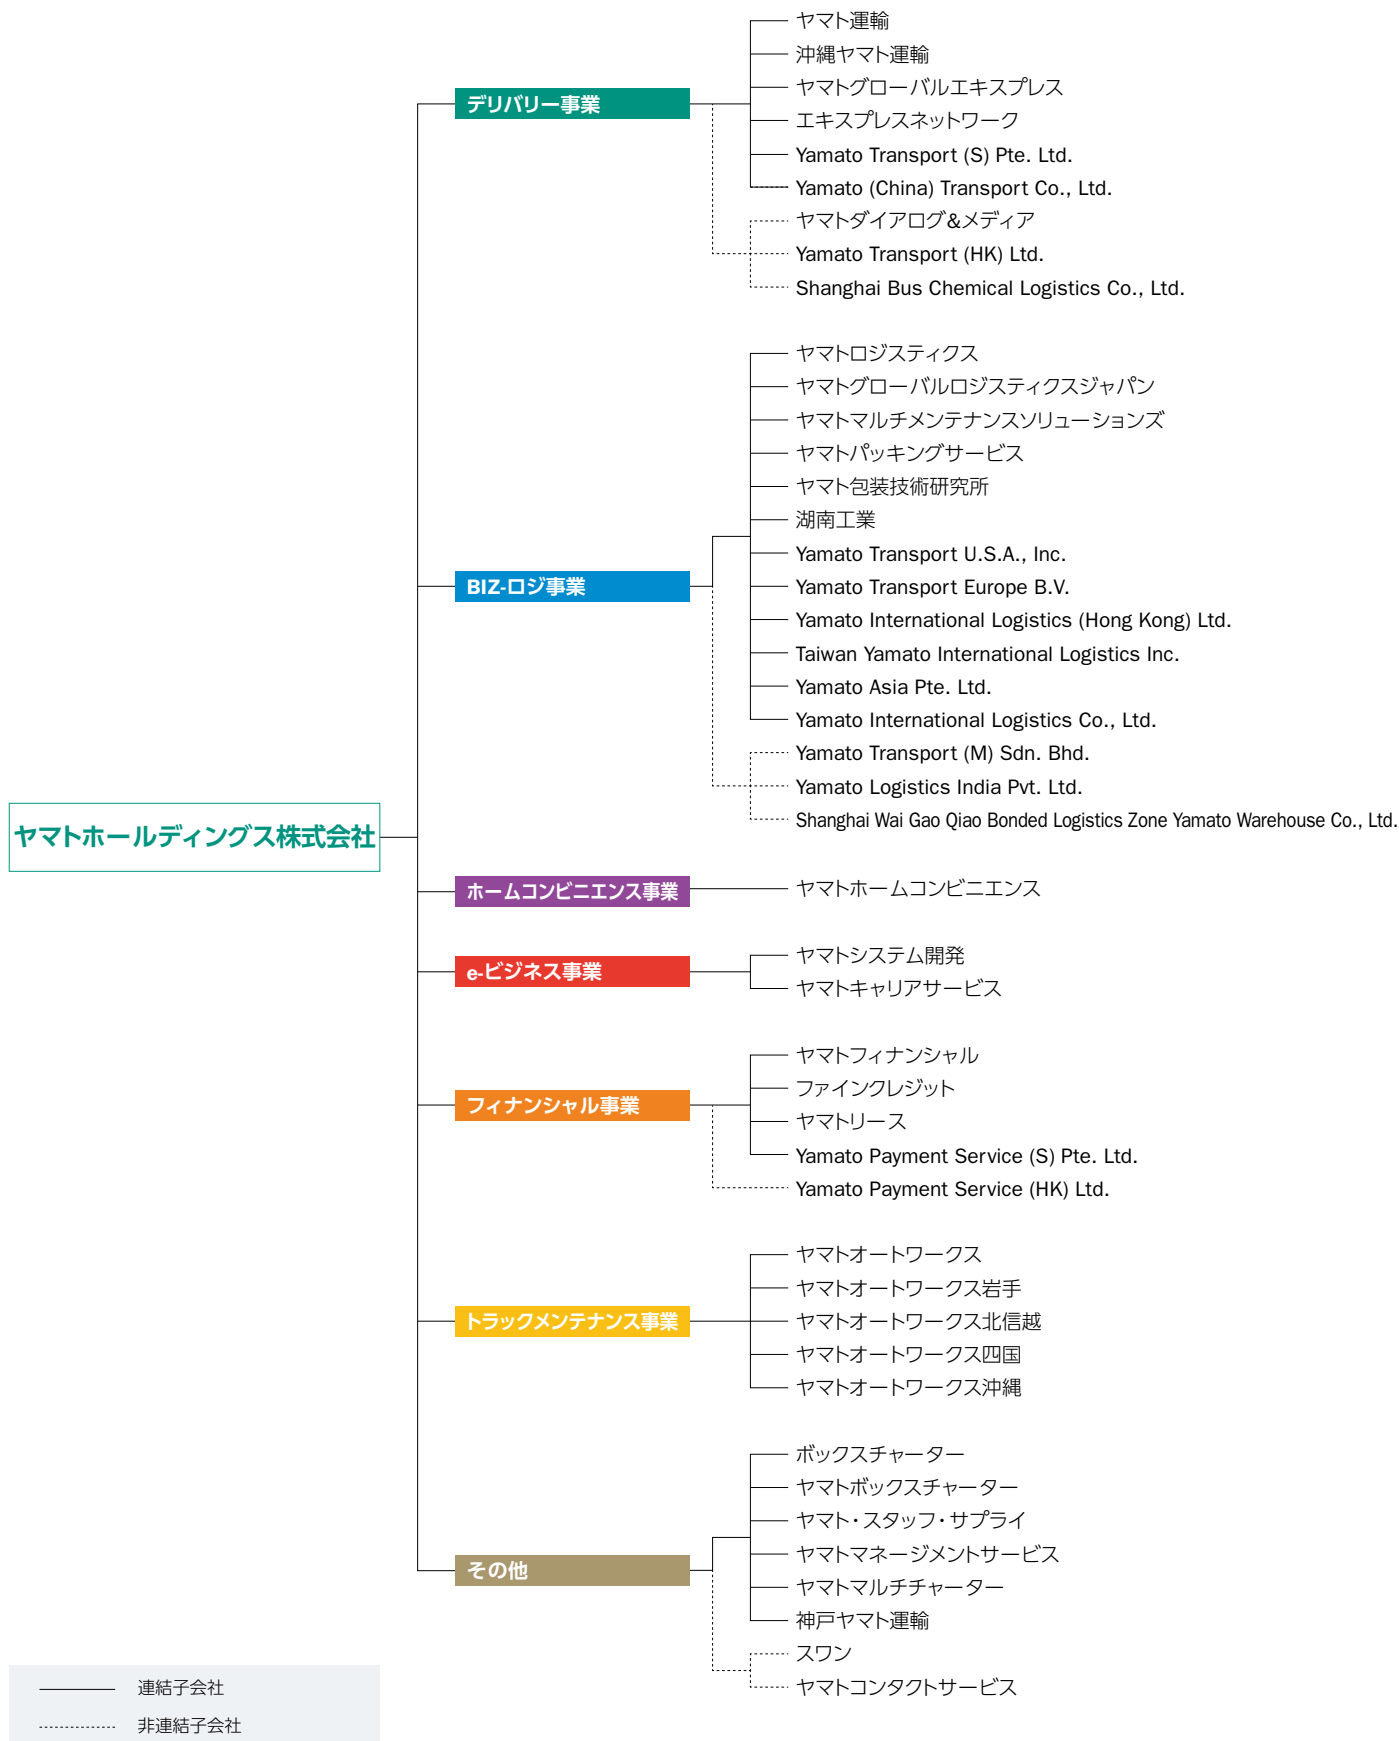 ヤマトホールディングス株式会社
デリバリー事業
ヤマト運輸
沖縄ヤマト運輸
ヤマトグローバルエキスプレス
エキスプレスネットワーク
Yamato Transport (S) Pte. Ltd.
Yamato (China) Transport Co., Ltd.
ヤマトダイアログ&メディア
Yamato Transport (HK) Ltd.
Shanghai Bus Chemical Logistics Co., Ltd.
BIZ-ロジ事業
ヤマトロジスティクス
ヤマトグローバルロジスティクスジャパン
ヤマトマルチメンテナンスソリューションズ
ヤマトパッキングサービス
ヤマト包装技術研究所
湖南工業
Yamato Transport U.S.A., Inc.
Yamato Transport Europe B.V.
Yamato International Logistics (Hong Kong) Ltd.
Taiwan Yamato International Logistics Inc.
Yamato Asia Pte. Ltd.
Yamato International Logistics Co., Ltd.
Yamato Transport (M) Sdn. Bhd.
Yamato Logistics India Pvt. Ltd.
Shanghai Wai Gao Qiao Bonded Logistics Zone Yamato Warehouse Co., Ltd.
ホームコンビニエンス事業
ヤマトホームコンビニエンス
e-ビジネス事業
ヤマトシステム開発
ヤマトキャリアサービス
フィナンシャル事業
ヤマトフィナンシャル
ファインクレジット
ヤマトリース
Yamato Payment Service (S) Pte. Ltd.
Yamato Payment Service (HK) Ltd.
トラックメンテナンス事業
ヤマトオートワークス
ヤマトオートワークス岩手
ヤマトオートワークス北信越
ヤマトオートワークス四国
ヤマトオートワークス沖縄
その他
ボックスチャーター
ヤマトボックスチャーター
ヤマト・スタッフ・サプライ
ヤマトマネージメントサービス
ヤマトマルチチャーター
神戸ヤマト運輸
スワン
ヤマトコンタクトサービス
連結子会社
非連結子会社